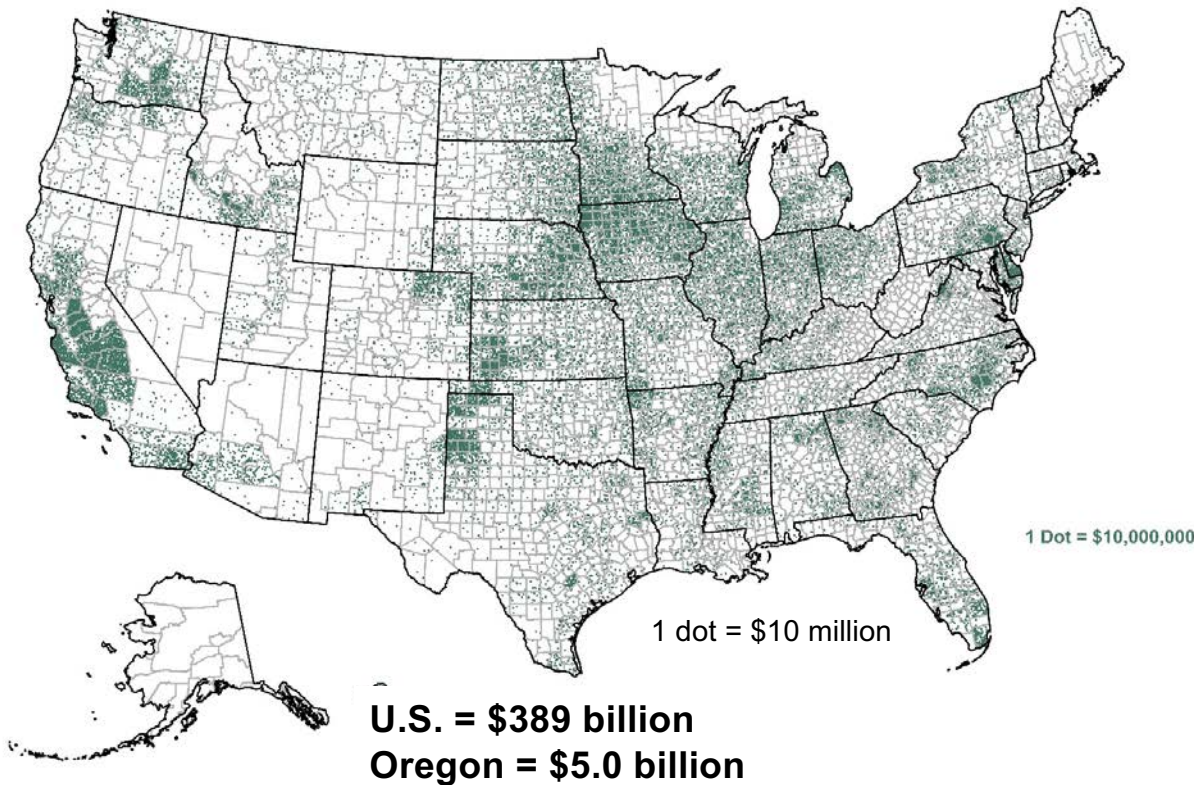 1 Dot = $10,000,000
1 dot = $10 million
U.S. = $389 billion
Oregon = $5.0 billion